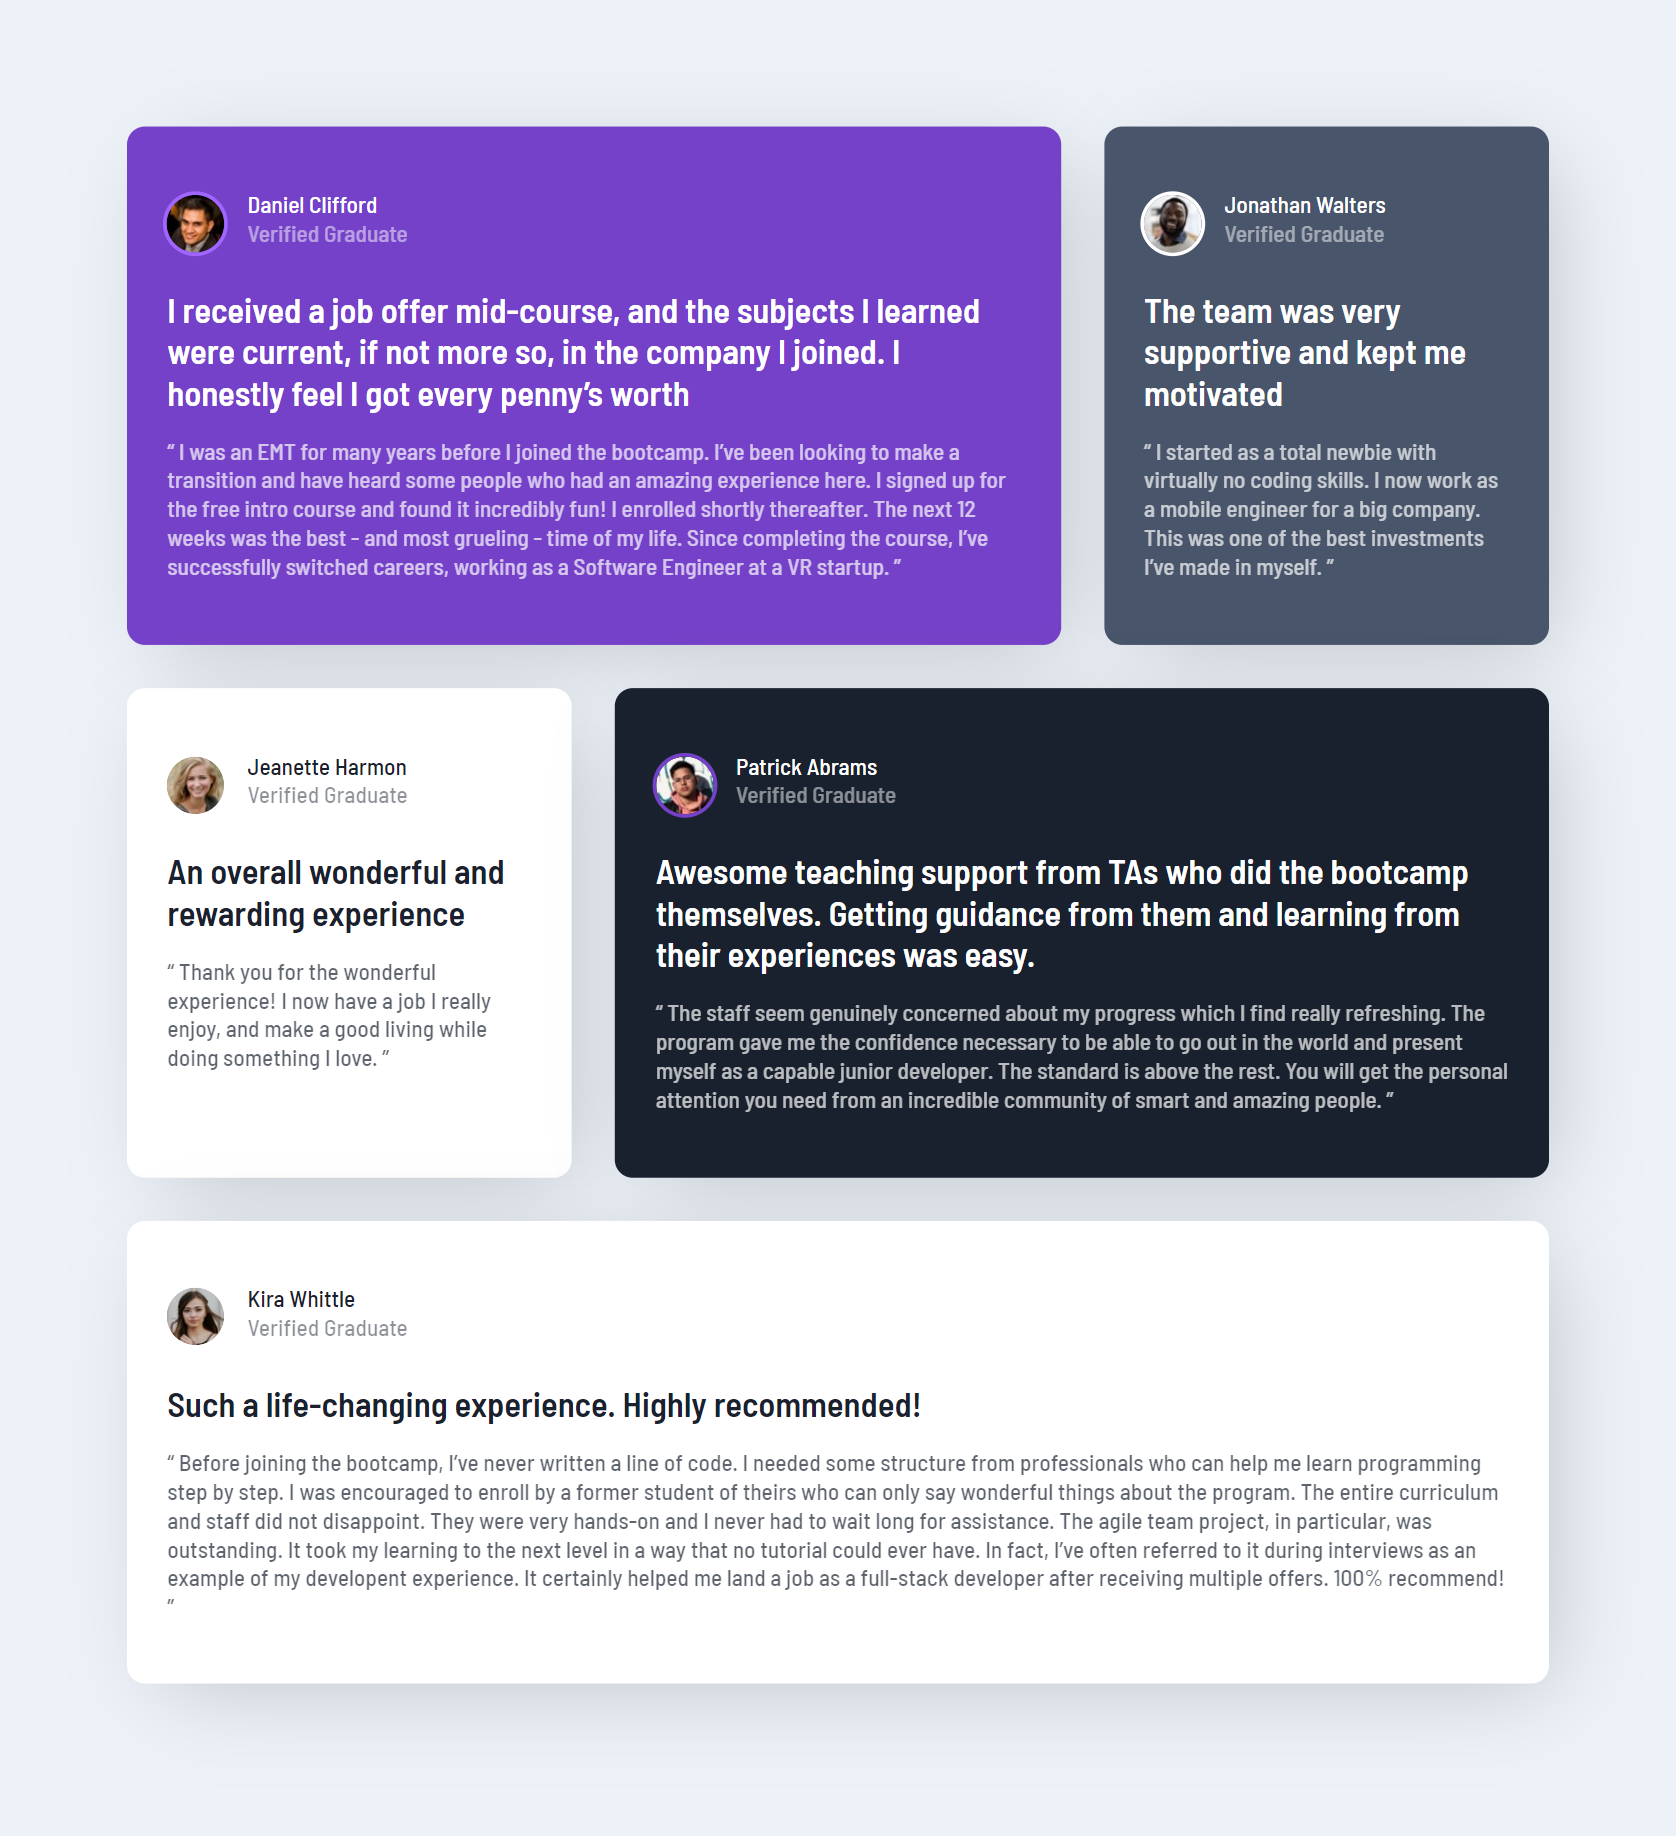 Daniel Clifford
Verified Graduate
I received a job offer mid-course, and the subjects I learned
were current, if not more so, in the company I joined. I
honestly feel I got every penny’s worth
“ I was an EMT for many years before I joined the bootcamp. I’ve been looking to make a
transition and have heard some people who had an amazing experience here. I signed up for
the free intro course and found it incredibly fun! I enrolled shortly thereafter. The next 12
weeks was the best - and most grueling - time of my life. Since completing the course, I’ve
successfully switched careers, working as a Software Engineer at a VR startup. ”
Jonathan Walters
Verified Graduate
The team was very
supportive and kept me
motivated
“ I started as a total newbie with
virtually no coding skills. I now work as
a mobile engineer for a big company.
This was one of the best investments
I’ve made in myself. ”
Jeanette Harmon
Verified Graduate
An overall wonderful and
rewarding experience
“ Thank you for the wonderful
experience! I now have a job I really
enjoy, and make a good living while
doing something I love. ”
Patrick Abrams
Verified Graduate
Awesome teaching support from TAs who did the bootcamp
themselves. Getting guidance from them and learning from
their experiences was easy.
“ The staff seem genuinely concerned about my progress which I find really refreshing. The
program gave me the confidence necessary to be able to go out in the world and present
myself as a capable junior developer. The standard is above the rest. You will get the personal
attention you need from an incredible community of smart and amazing people. ”
Kira Whittle
Verified Graduate
Such a life-changing experience. Highly recommended!
“ Before joining the bootcamp, I’ve never written a line of code. I needed some structure from professionals who can help me learn programming
step by step. I was encouraged to enroll by a former student of theirs who can only say wonderful things about the program. The entire curriculum
and staff did not disappoint. They were very hands-on and I never had to wait long for assistance. The agile team project, in particular, was
outstanding. It took my learning to the next level in a way that no tutorial could ever have. In fact, I’ve often referred to it during interviews as an
example of my developent experience. It certainly helped me land a job as a full-stack developer after receiving multiple offers. 100% recommend!
”